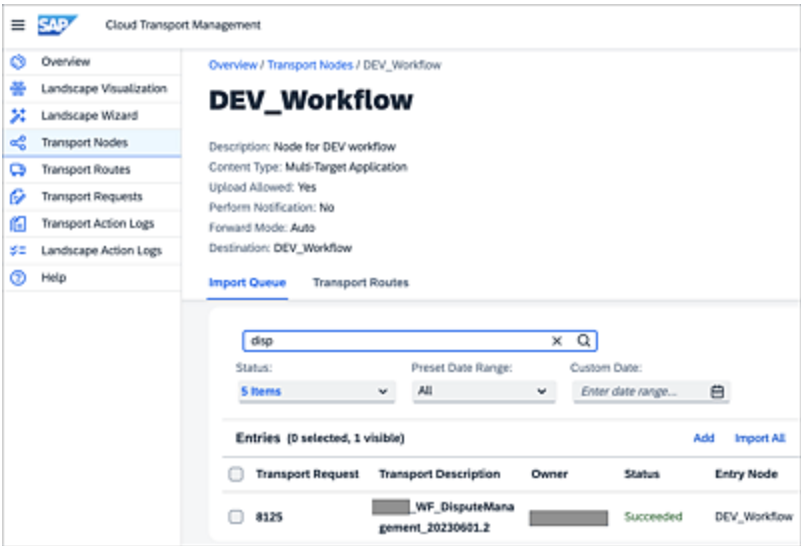 SAP Cloud Transport Management
Overview
Landscape Visualization
Landscape Wizard
Transport Nodes
Transport Routes
Transport Requests
Transport Action Logs
Landscape Action Logs
Help
Overview / Transport Nodes / DEV_Workflow
DEV_Workflow
Description: Node for DEV workflow
Content Type: Multi-Target Application
Upload Allowed: Yes
Perform Notification: No
Forward Mode: Auto
Destination: DEV_Workflow
Import Queue Transport Routes
disp
Status: Preset Date Range: Custom Date:
5 Items All Enter date range...
Entries (0 selected, 1 visible) Add Import All
Transport Request Transport Description Owner Status Entry Node
8125 _WF_DisputeMana Succeeded DEV_Workflow
gement_20230601.2